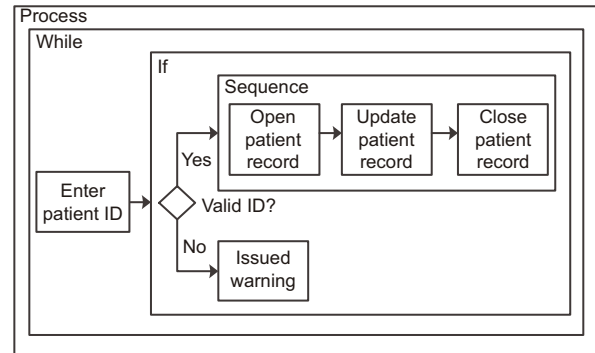 Process
While
If
Sequence
Open
patient
record
Update
patient
record
Close
patient
record
Yes
Enter
patient ID
Valid ID?
No
Issued
warning